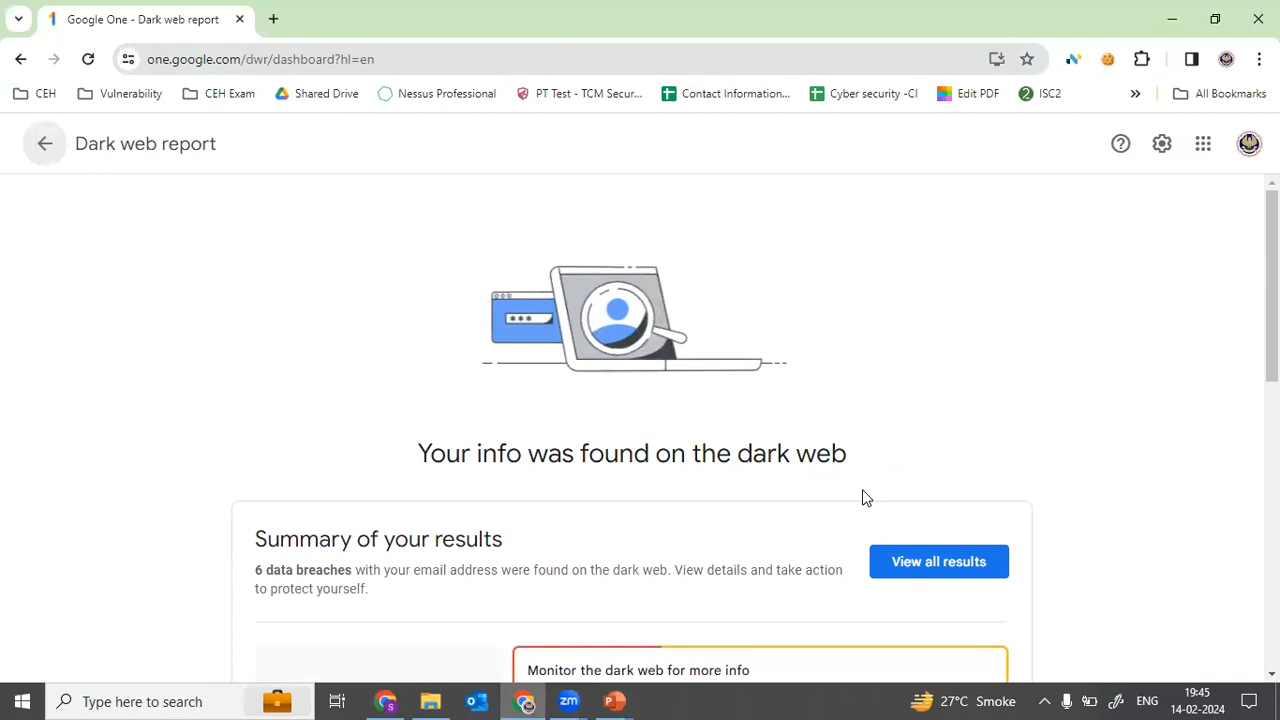 Google One - Dark web report
one.google.com/dwr/dashboard?hl=en
CEH Vulnerability CEH Exam Shared Drive Nessus Professional PT Test - TCM Secur... Contact Information... Cyber security -CI Edit PDF ISC2 » All Bookmarks
Dark web report
***
Your info was found on the dark web
Summary of your results
6 data breaches with your email address were found on the dark web. View details and take action
to protect yourself.
View all results
Monitor the dark web for more info
Type here to search
zm
27°C Smoke
ENG
19:45
14-02-2024